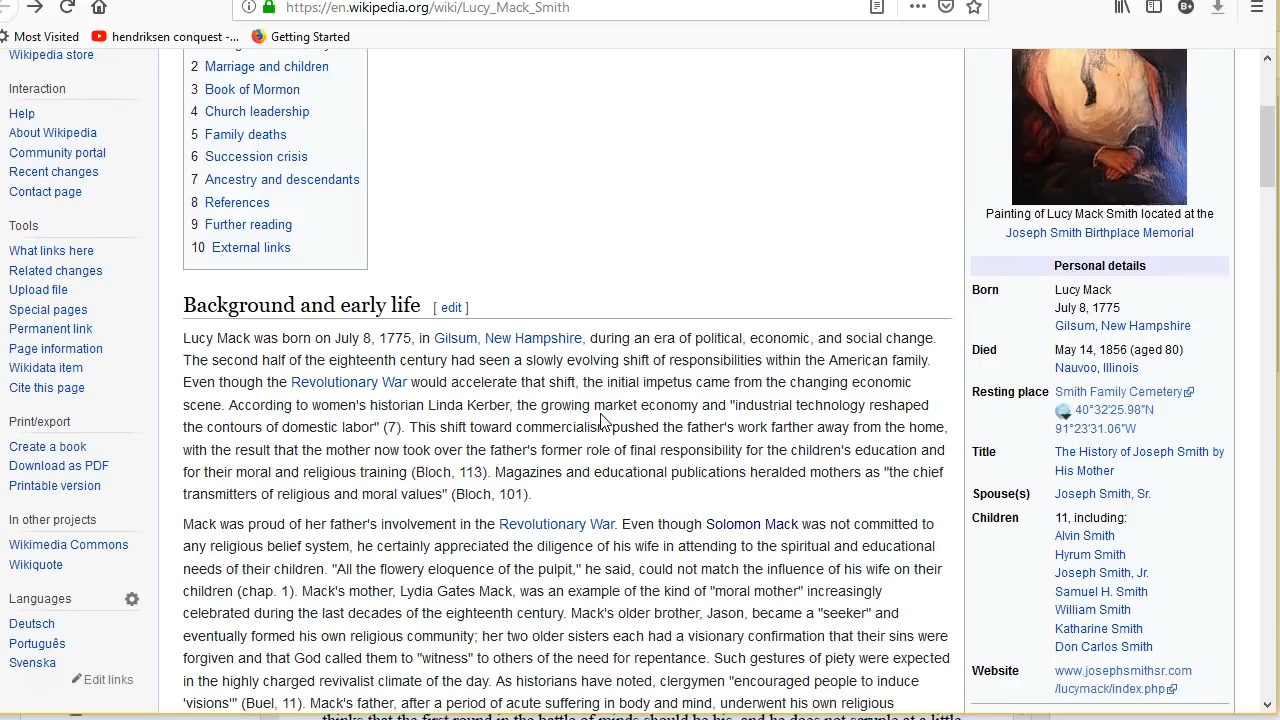 https://en.wikipedia.org/wiki/Lucy_Mack_Smith
Most Visited
hendriksen conquest -...
Getting Started
Wikipedia store
Interaction
Help
About Wikipedia
Community portal
Recent changes
Contact page
Tools
What links here
Related changes
Upload file
Special pages
Permanent link
Page information
Wikidata item
Cite this page
Print/export
Create a book
Download as PDF
Printable version
In other projects
Wikimedia Commons
Wikiquote
Languages
Deutsch
Português
Svenska
Edit links
2 Marriage and children
3 Book of Mormon
4 Church leadership
5 Family deaths
6 Succession crisis
7 Ancestry and descendants
8 References
9 Further reading
10 External links
Background and early life [ edit ]
Lucy Mack was born on July 8, 1775, in Gilsum, New Hampshire, during an era of political, economic, and social change.
The second half of the eighteenth century had seen a slowly evolving shift of responsibilities within the American family.
Even though the Revolutionary War would accelerate that shift, the initial impetus came from the changing economic
scene. According to women's historian Linda Kerber, the growing market economy and "industrial technology reshaped
the contours of domestic labor" (7). This shift toward commercialism pushed the father's work farther away from the home,
with the result that the mother now took over the father's former role of final responsibility for the children's education and
for their moral and religious training (Bloch, 113). Magazines and educational publications heralded mothers as "the chief
transmitters of religious and moral values" (Bloch, 101).
Mack was proud of her father's involvement in the Revolutionary War. Even though Solomon Mack was not committed to
any religious belief system, he certainly appreciated the diligence of his wife in attending to the spiritual and educational
needs of their children. "All the flowery eloquence of the pulpit," he said, could not match the influence of his wife on their
children (chap. 1). Mack's mother, Lydia Gates Mack, was an example of the kind of "moral mother" increasingly
celebrated during the last decades of the eighteenth century. Mack's older brother, Jason, became a "seeker" and
eventually formed his own religious community; her two older sisters each had a visionary confirmation that their sins were
forgiven and that God called them to "witness" to others of the need for repentance. Such gestures of piety were expected
in the highly charged revivalist climate of the day. As historians have noted, clergymen "encouraged people to induce
'visions'" (Buel, 11). Mack's father, after a period of acute suffering in body and mind, underwent his own religious
Painting of Lucy Mack Smith located at the
Joseph Smith Birthplace Memorial
Personal details
Born Lucy Mack
July 8, 1775
Gilsum, New Hampshire
Died May 14, 1856 (aged 80)
Nauvoo, Illinois
Resting place Smith Family Cemetery
40°32′25.98″N
91°23′31.06″W
Title The History of Joseph Smith by
His Mother
Spouse(s) Joseph Smith, Sr.
Children 11, including:
Alvin Smith
Hyrum Smith
Joseph Smith, Jr.
Samuel H. Smith
William Smith
Katharine Smith
Don Carlos Smith
Website www.josephsmithsr.com
/lucymack/index.php
thinks that the first round in the battle of minds should be his, and he does not scruple at a little